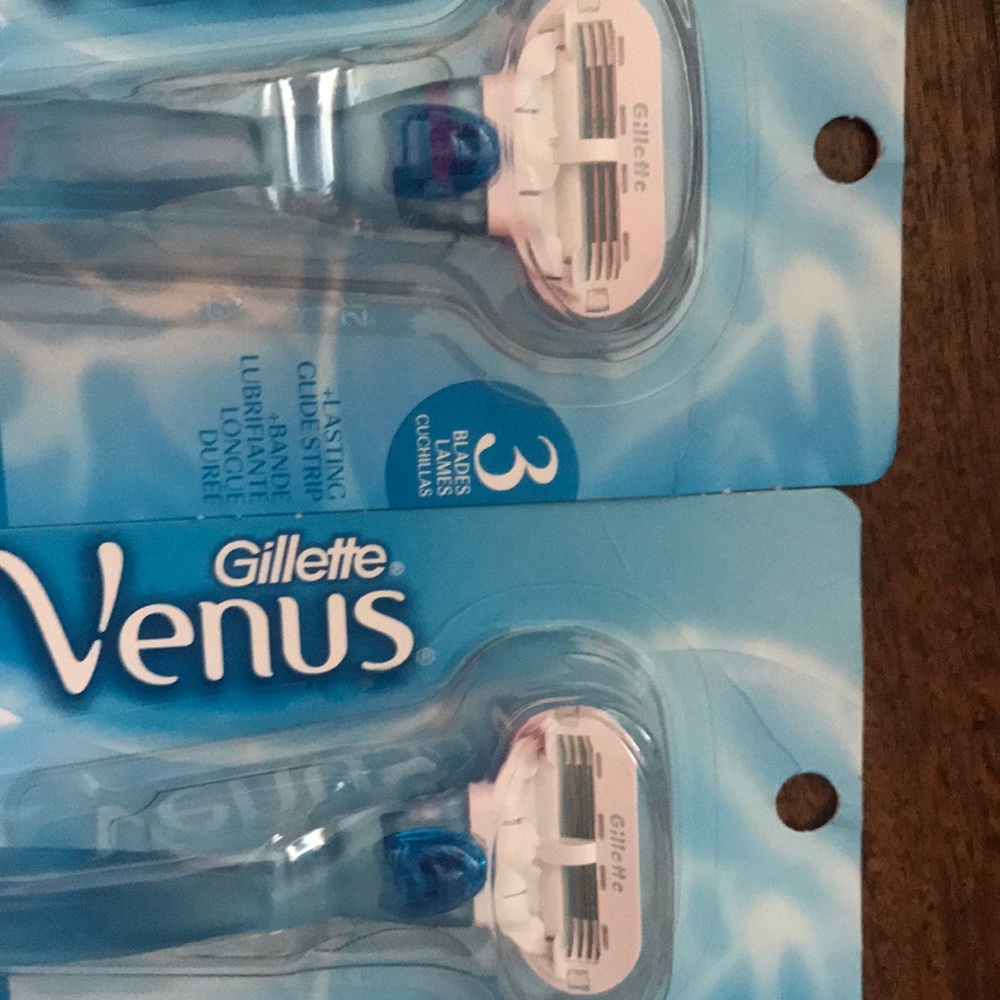 Gillette
+LASTING
GLIDE STRIP
+BANDE
LUBRIFIANTE
LONGUE
DURÉE
3
BLADES
LAMES
CUCHILLAS
Gillette®
Venus®
Gillette